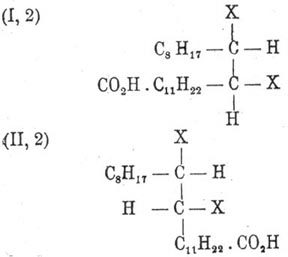 (I, 2)
X
C₈H₁₇ — C — H
CO₂H . C₁₁H₂₂ — C — X
H
(II, 2)
X
C₈H₁₇ — C — H
H — C — X
C₁₁H₂₂ . CO₂H